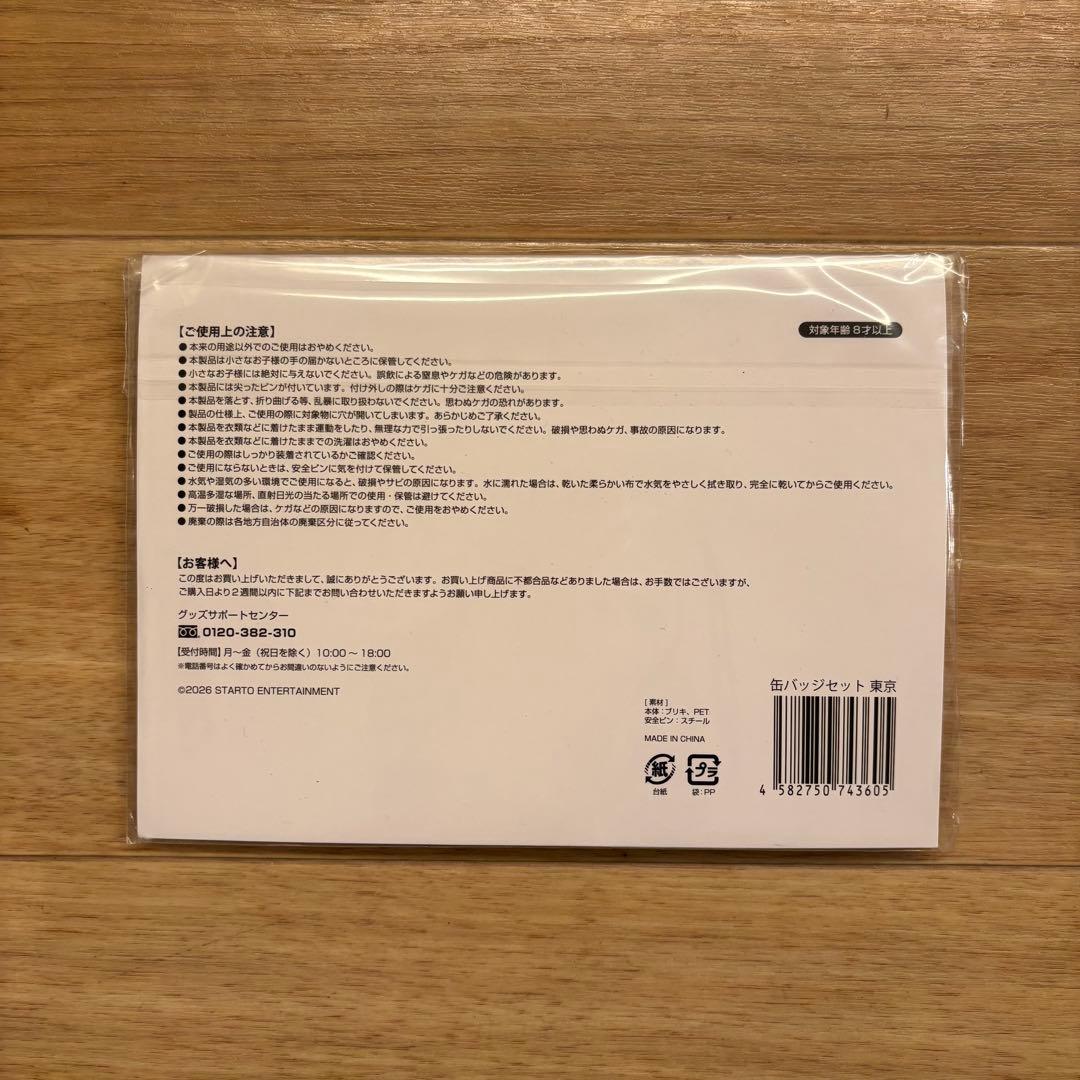 【ご使用上の注意】
対象年齢 8才以上
●本来の用途以外でのご使用はおやめください。
●本製品は小さなお子様の手の届かないところに保管してください。
●小さなお子様には絶対に与えないでください。誤飲による窒息やケガなどの危険があります。
●本製品には尖ったピンが付いています。付け外しの際はケガに十分ご注意ください。
●本製品を落とす、折り曲げる等、乱暴に取り扱わないでください。思わぬケガの恐れがあります。
●製品の仕様上、ご使用の際に対象物に穴が開いてしまいます。あらかじめご了承ください。
●本製品を衣類などに着けたまま運動をしたり、無理な力で引っ張ったりしないでください。破損や思わぬケガ、事故の原因になります。
●本製品を衣類などに着けたままでの洗濯はおやめください。
●ご使用の際はしっかり装着されているかご確認ください。
●ご使用にならないときは、安全ピンに気を付けて保管してください。
●水気や湿気の多い環境でご使用になると、破損やサビの原因になります。水に濡れた場合は、乾いた柔らかい布で水気をやさしく拭き取り、完全に乾いてからご使用ください。
●高温多湿な場所、直射日光の当たる場所での使用・保管は避けてください。
●万一破損した場合は、ケガなどの原因になりますので、ご使用をおやめください。
●廃棄の際は各地方自治体の廃棄区分に従ってください。
【お客様へ】
この度はお買い上げいただきまして、誠にありがとうございます。お買い上げ商品に不都合品などありました場合は、お手数ではございますが、
ご購入日より2週間以内に下記までお問い合わせいただきますようお願い申し上げます。
グッズサポートセンター
0120-382-310
【受付時間】月〜金（祝日を除く）10:00〜18:00
※電話番号はよく確かめてからお間違いのないようにご注意ください。
©2026 STARTO ENTERTAINMENT
缶バッジセット 東京
[素材]
本体：ブリキ、PET
安全ピン：スチール
MADE IN CHINA
紙
プラ
台紙
袋：PP
4 582750 743605